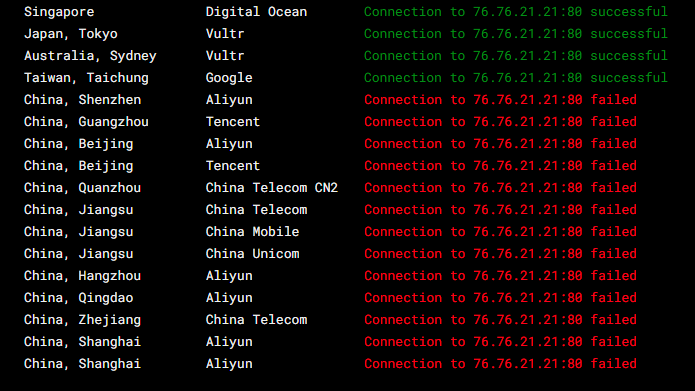 Singapore Digital Ocean Connection to 76.76.21.21:80 successful
Japan, Tokyo Vultr Connection to 76.76.21.21:80 successful
Australia, Sydney Vultr Connection to 76.76.21.21:80 successful
Taiwan, Taichung Google Connection to 76.76.21.21:80 successful
China, Shenzhen Aliyun Connection to 76.76.21.21:80 failed
China, Guangzhou Tencent Connection to 76.76.21.21:80 failed
China, Beijing Aliyun Connection to 76.76.21.21:80 failed
China, Beijing Tencent Connection to 76.76.21.21:80 failed
China, Quanzhou China Telecom CN2 Connection to 76.76.21.21:80 failed
China, Jiangsu China Telecom Connection to 76.76.21.21:80 failed
China, Jiangsu China Mobile Connection to 76.76.21.21:80 failed
China, Jiangsu China Unicom Connection to 76.76.21.21:80 failed
China, Hangzhou Aliyun Connection to 76.76.21.21:80 failed
China, Qingdao Aliyun Connection to 76.76.21.21:80 failed
China, Zhejiang China Telecom Connection to 76.76.21.21:80 failed
China, Shanghai Aliyun Connection to 76.76.21.21:80 failed
China, Shanghai Aliyun Connection to 76.76.21.21:80 failed